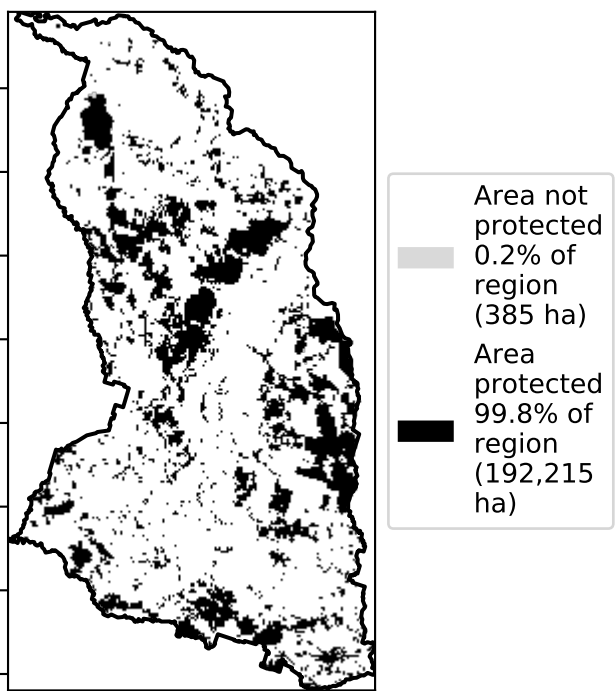 Area not
protected
0.2% of
region
(385 ha)
Area
protected
99.8% of
region
(192,215
ha)